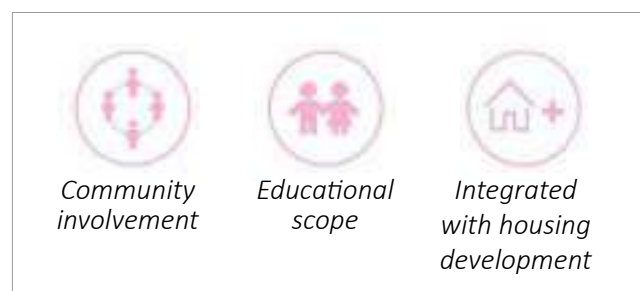 Community
involvement
Educational
scope
Integrated
with housing
development